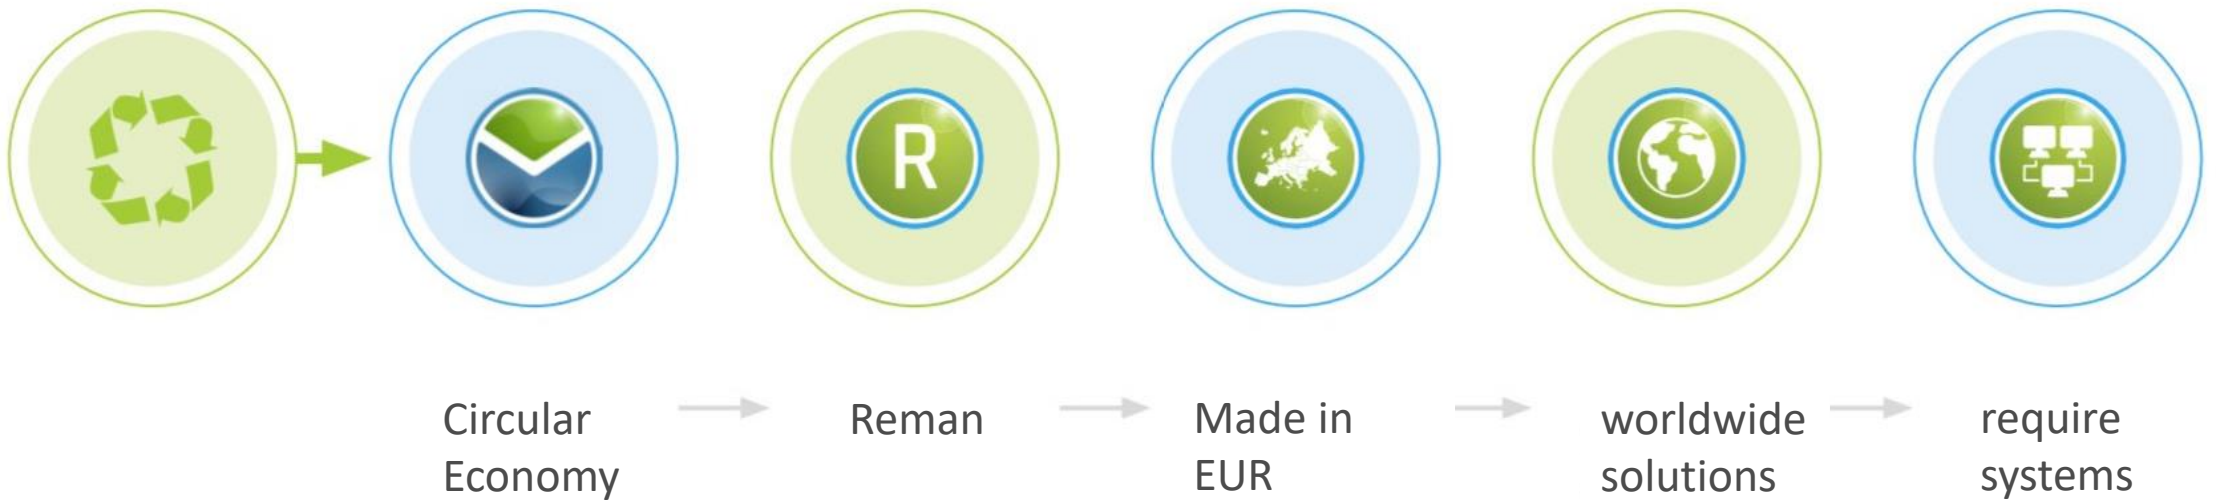 R
Circular
Economy
Reman
Made in
EUR
worldwide
solutions
require
systems